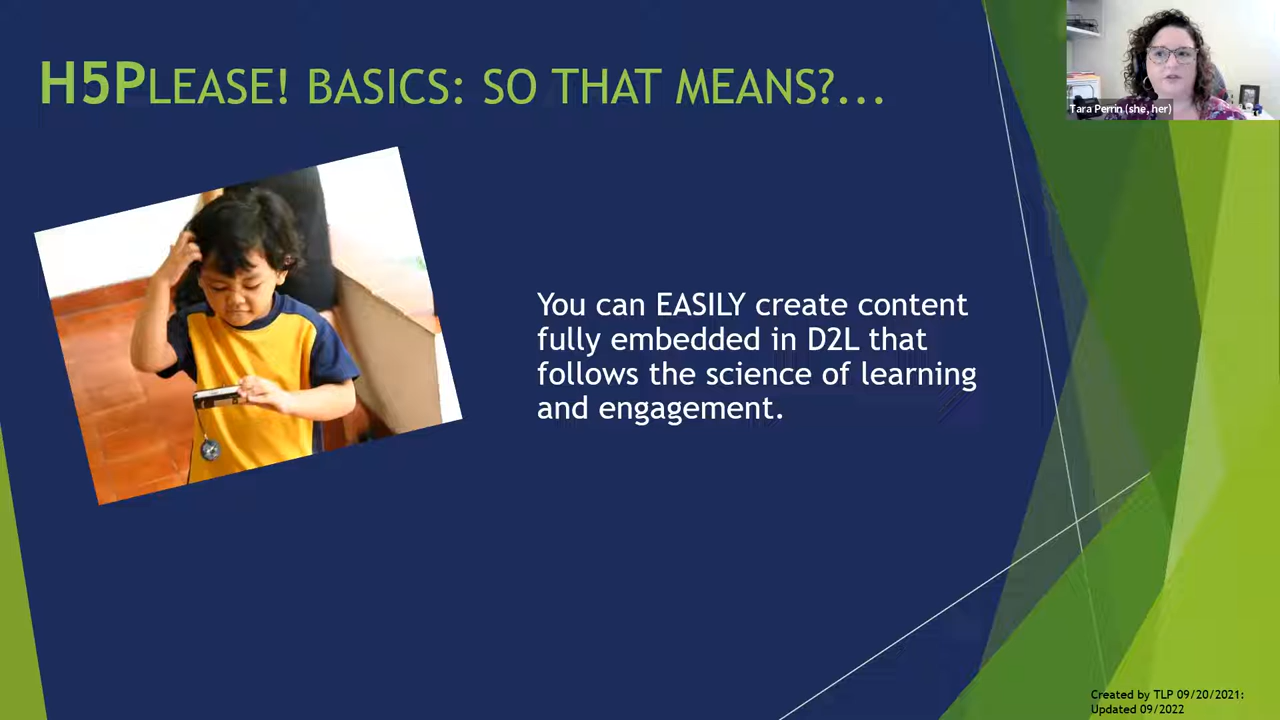 H5PLEASE! BASICS: SO THAT MEANS?...
Tara Perrin (she, her)
You can EASILY create content
fully embedded in D2L that
follows the science of learning
and engagement.
Created by TLP 09/20/2021:
Updated 09/2022